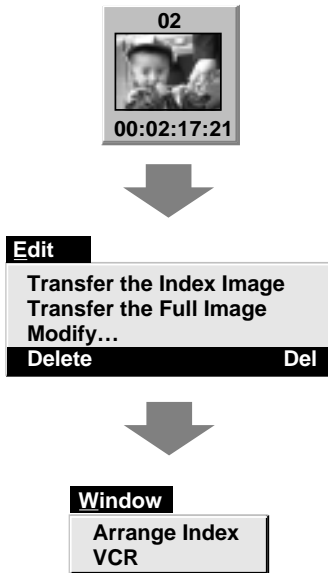 02
00:02:17:21
Edit
Transfer the Index Image
Transfer the Full Image
Modify…
Delete Del
Window
Arrange Index
VCR